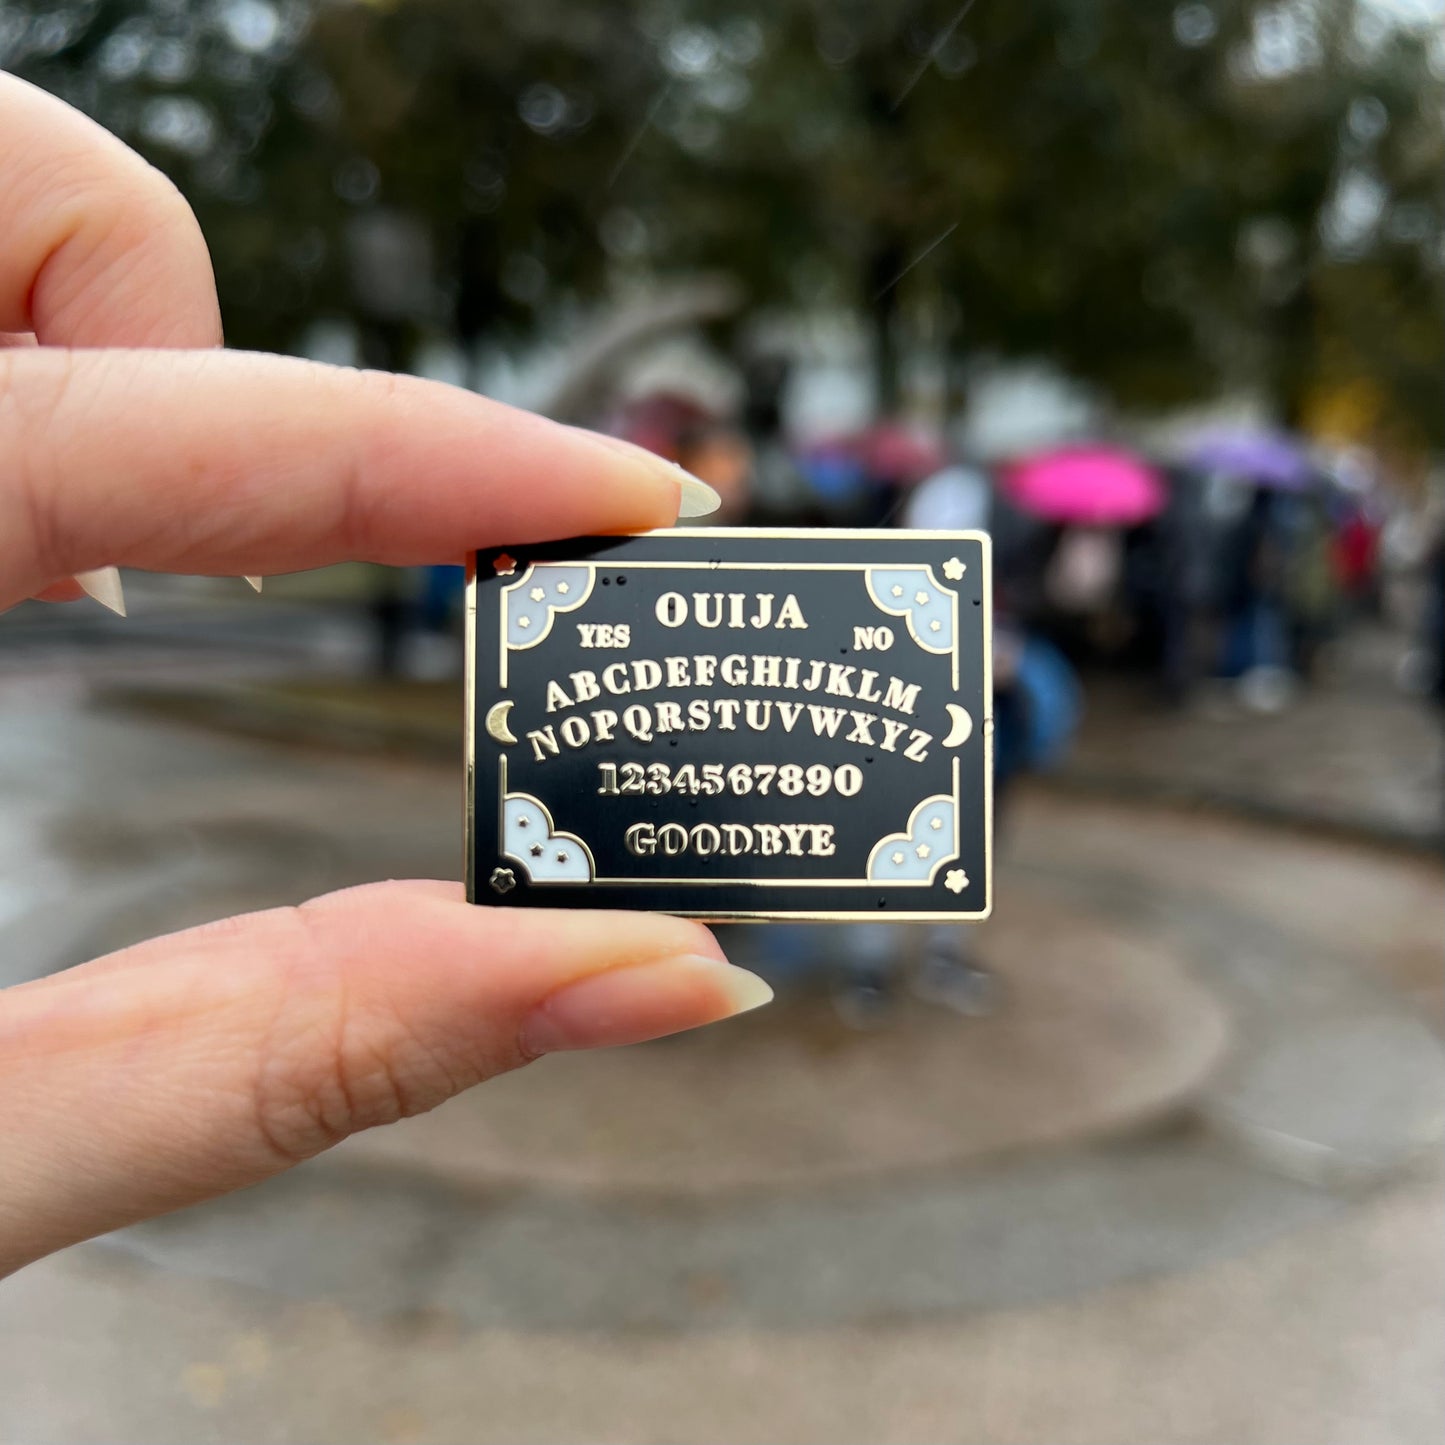 OUIJA
YES NO
ABCDEFGHIJKLM
NOPQRSTUVWXYZ
1234567890
GOODBYE